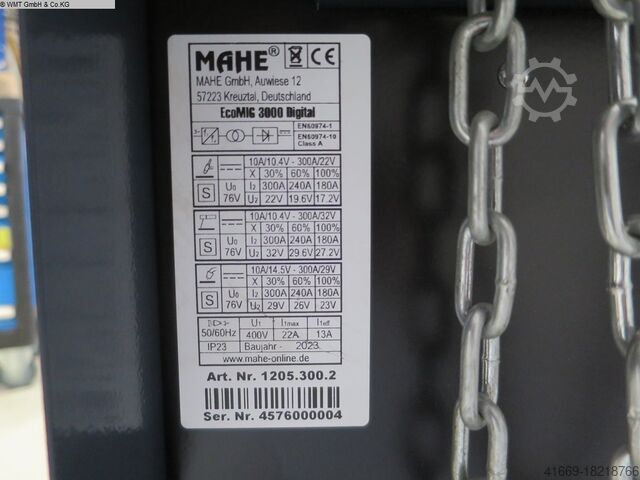 © WMT GmbH & Co.KG
MAHE® CE
MAHE GmbH, Auwiese 12
57223 Kreuztal, Deutschland
EcoMIG 3000 Digital
EN60974-1
EN60974-10
Class A
10A/10.4V - 300A/22V
X 30% 60% 100%
S U0 I2 300A 240A 180A
76V U2 22V 19.6V 17.2V
10A/10.4V - 300A/32V
X 30% 60% 100%
S U0 I2 300A 240A 180A
76V U2 32V 29.6V 27.2V
10A/14.5V - 300A/29V
X 30% 60% 100%
S U0 I2 300A 240A 180A
76V U2 29V 26V 23V
U1 I1max I1eff
50/60Hz 400V 22A 13A
IP23 Baujahr - 2023
www.mahe-online.de
Art. Nr. 1205.300.2
Ser. Nr. 4576000004
41669-18218766